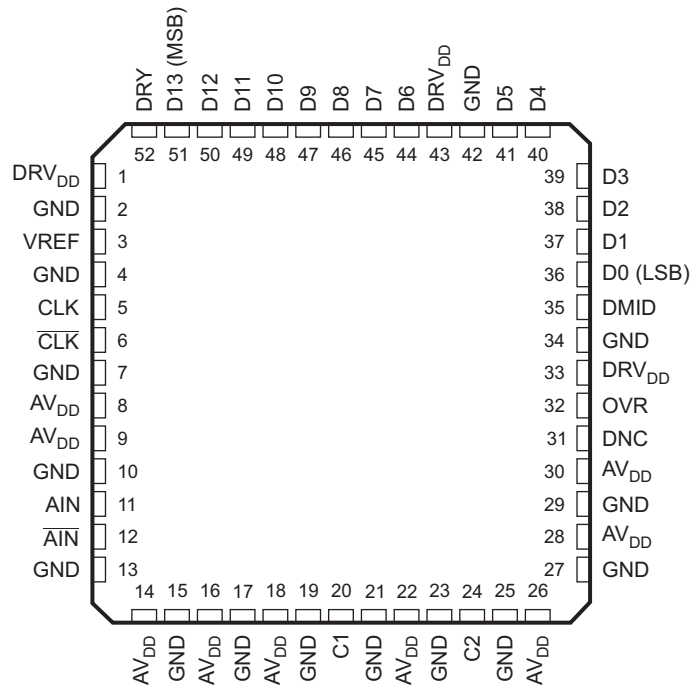 DRY
D13 (MSB)
D12
D11
D10
D9
D8
D7
D6
DRVDD
GND
D5
D4
52 51 50 49 48 47 46 45 44 43 42 41 40
DRVDD 1
GND 2
VREF 3
GND 4
CLK 5
CLK 6
GND 7
AVDD 8
AVDD 9
GND 10
AIN 11
AIN 12
GND 13
39 D3
38 D2
37 D1
36 D0 (LSB)
35 DMID
34 GND
33 DRVDD
32 OVR
31 DNC
30 AVDD
29 GND
28 AVDD
27 GND
14 15 16 17 18 19 20 21 22 23 24 25 26
AVDD
GND
AVDD
GND
AVDD
GND
C1
GND
AVDD
GND
C2
GND
AVDD